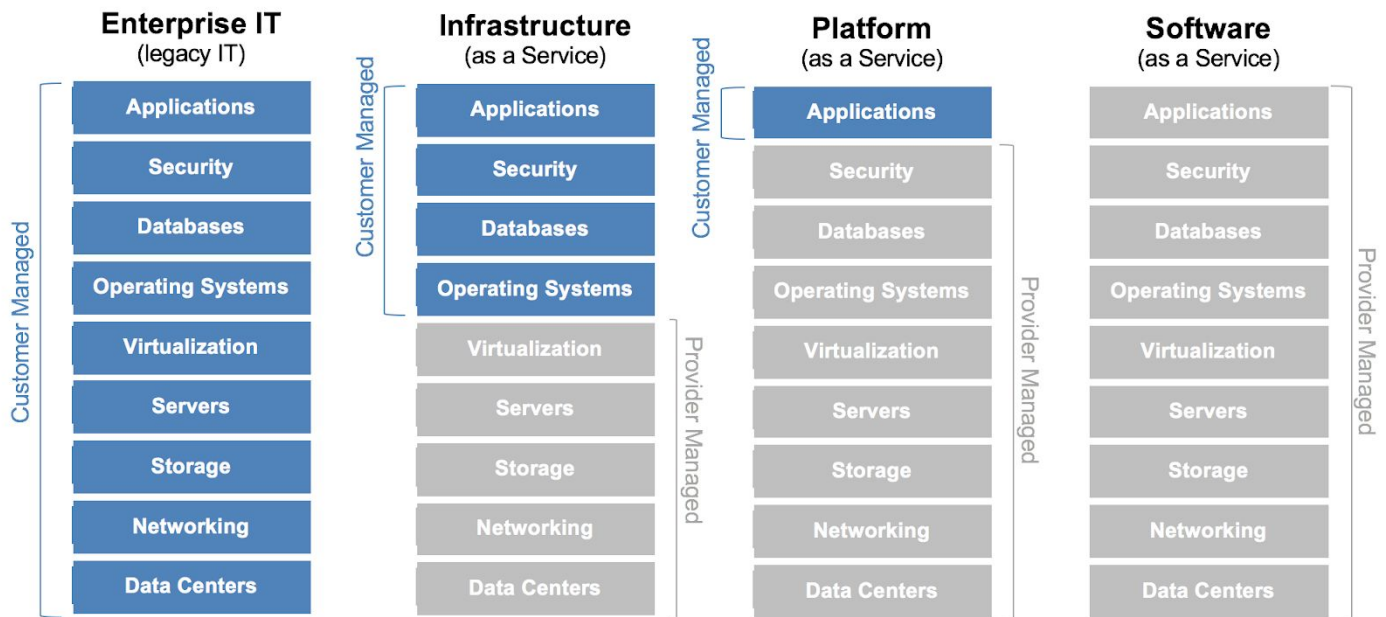 Enterprise IT
(legacy IT)
Customer Managed
Applications
Security
Databases
Operating Systems
Virtualization
Servers
Storage
Networking
Data Centers
Infrastructure
(as a Service)
Customer Managed
Applications
Security
Databases
Operating Systems
Virtualization
Servers
Storage
Networking
Data Centers
Provider Managed
Platform
(as a Service)
Customer Managed
Applications
Security
Databases
Operating Systems
Virtualization
Servers
Storage
Networking
Data Centers
Provider Managed
Software
(as a Service)
Applications
Security
Databases
Operating Systems
Virtualization
Servers
Storage
Networking
Data Centers
Provider Managed